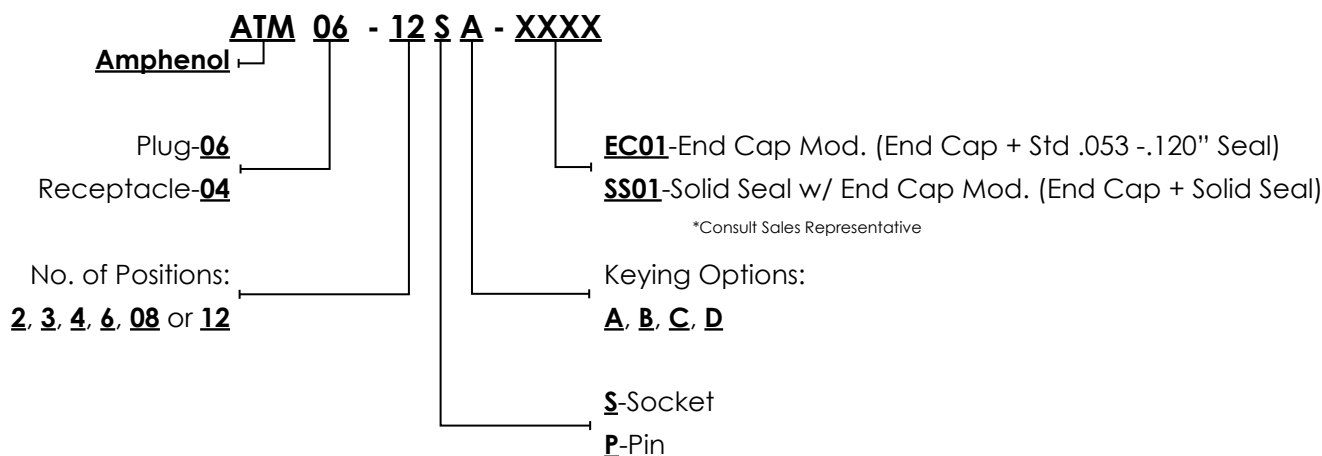 ATM 06 - 12 S A - XXXX
Amphenol
Plug-06
Receptacle-04
EC01-End Cap Mod. (End Cap + Std .053 -.120” Seal)
SS01-Solid Seal w/ End Cap Mod. (End Cap + Solid Seal)
*Consult Sales Representative
No. of Positions:
2, 3, 4, 6, 08 or 12
Keying Options:
A, B, C, D
S-Socket
P-Pin